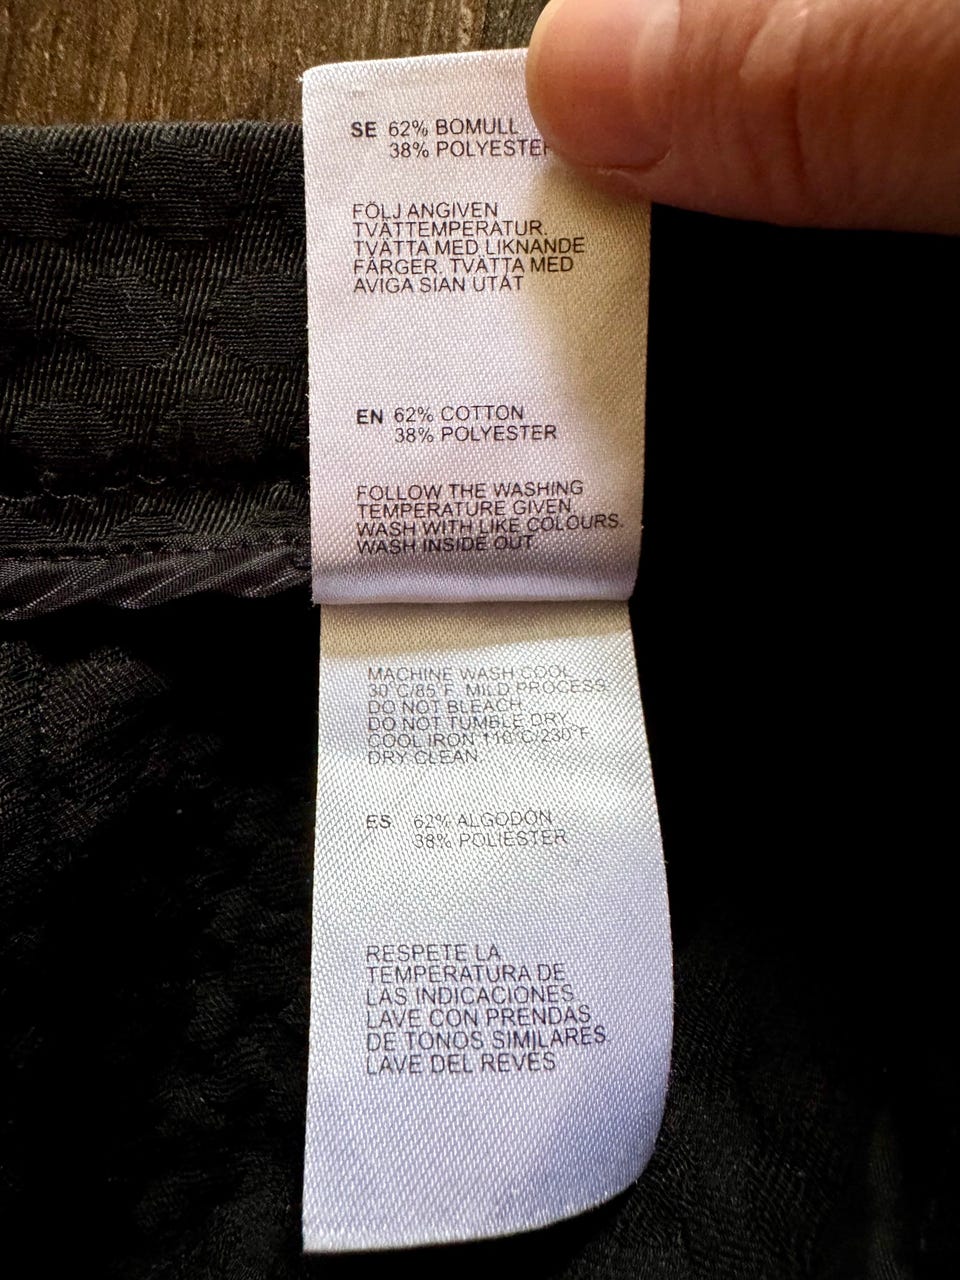 SE 62% BOMULL
38% POLYESTER
FÖLJ ANGIVEN
TVÄTTEMPERATUR.
TVÄTTA MED LIKNANDE
FÄRGER. TVÄTTA MED
AVIGA SIAN UTÅT
EN 62% COTTON
38% POLYESTER
FOLLOW THE WASHING
TEMPERATURE GIVEN.
WASH WITH LIKE COLOURS.
WASH INSIDE OUT.
MACHINE WASH COOL
30°C/85°F. MILD PROCESS.
DO NOT BLEACH.
DO NOT TUMBLE DRY.
COOL IRON 110°C/230°F
DRY CLEAN
ES 62% ALGODÓN
38% POLIÉSTER
RESPETE LA
TEMPERATURA DE
LAS INDICACIONES.
LAVE CON PRENDAS
DE TONOS SIMILARES.
LAVE DEL REVÉS